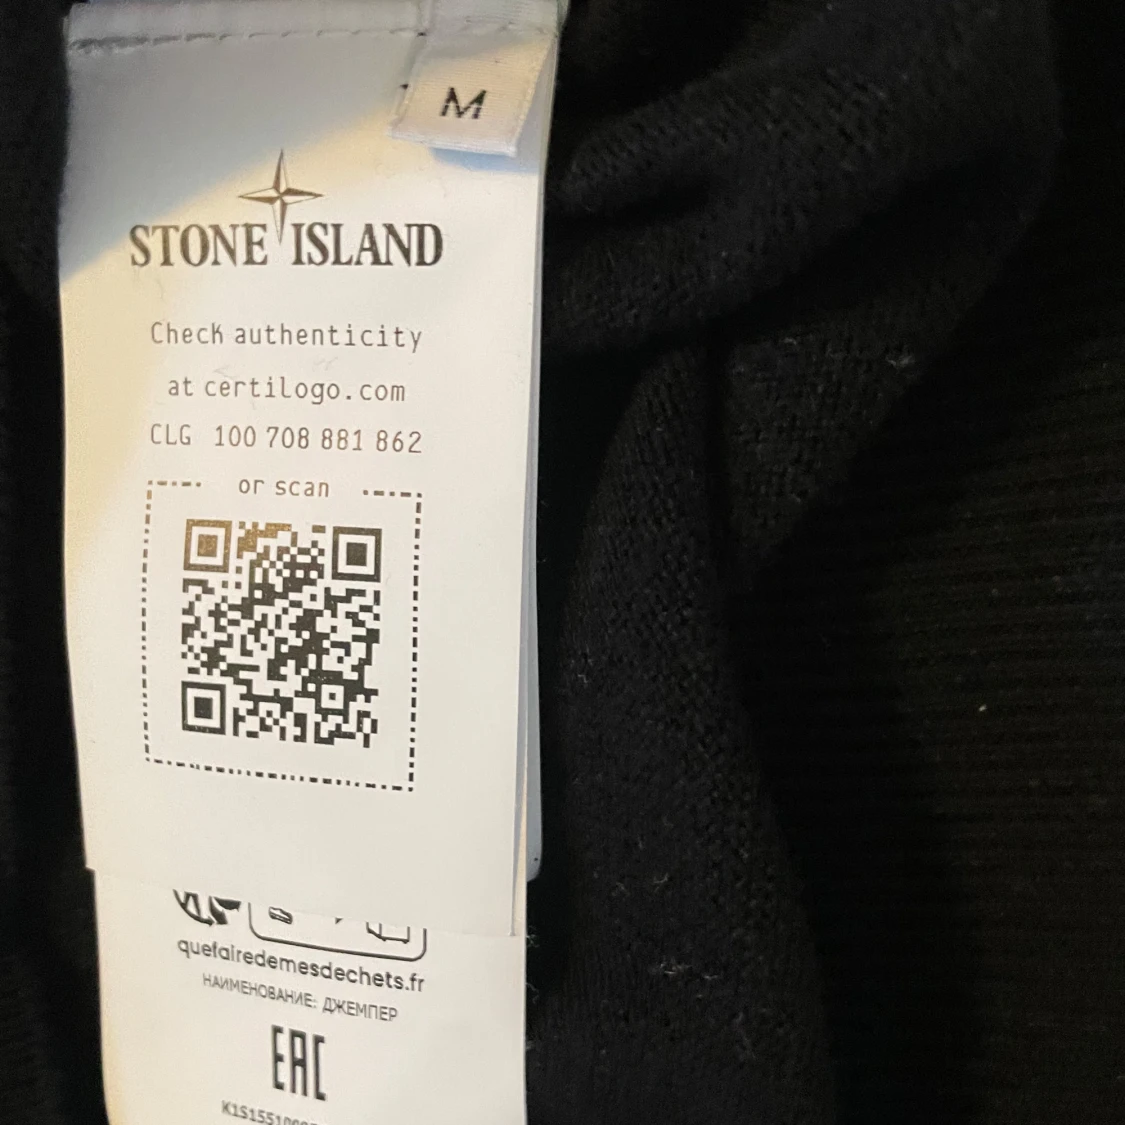 M
STONE ISLAND
Check authenticity
at certilogo.com
CLG 100 708 881 862
or scan
quefairedemesdechets.fr
НАИМЕНОВАНИЕ: ДЖЕМПЕР
EAC